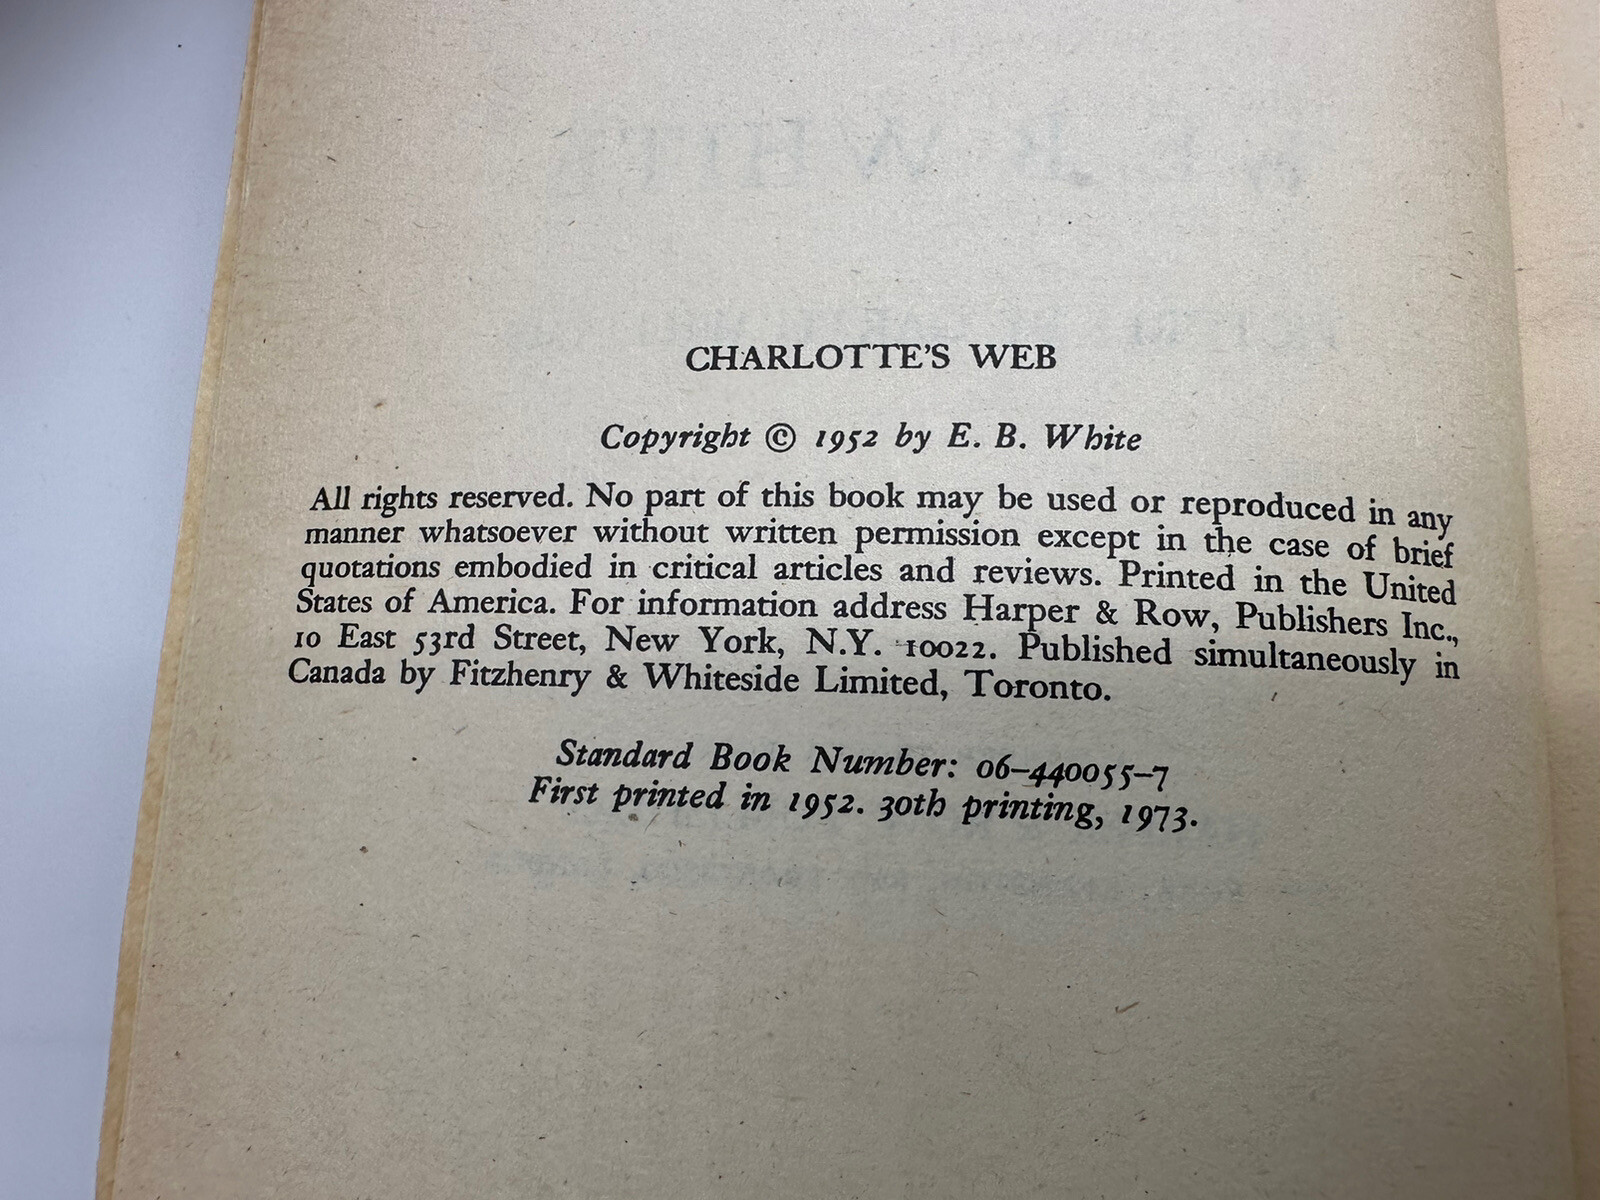 CHARLOTTE'S WEB
Copyright © 1952 by E. B. White
All rights reserved. No part of this book may be used or reproduced in any
manner whatsoever without written permission except in the case of brief
quotations embodied in critical articles and reviews. Printed in the United
States of America. For information address Harper & Row, Publishers Inc.,
10 East 53rd Street, New York, N.Y. 10022. Published simultaneously in
Canada by Fitzhenry & Whiteside Limited, Toronto.
Standard Book Number: 06-440055-7
First printed in 1952. 30th printing, 1973.